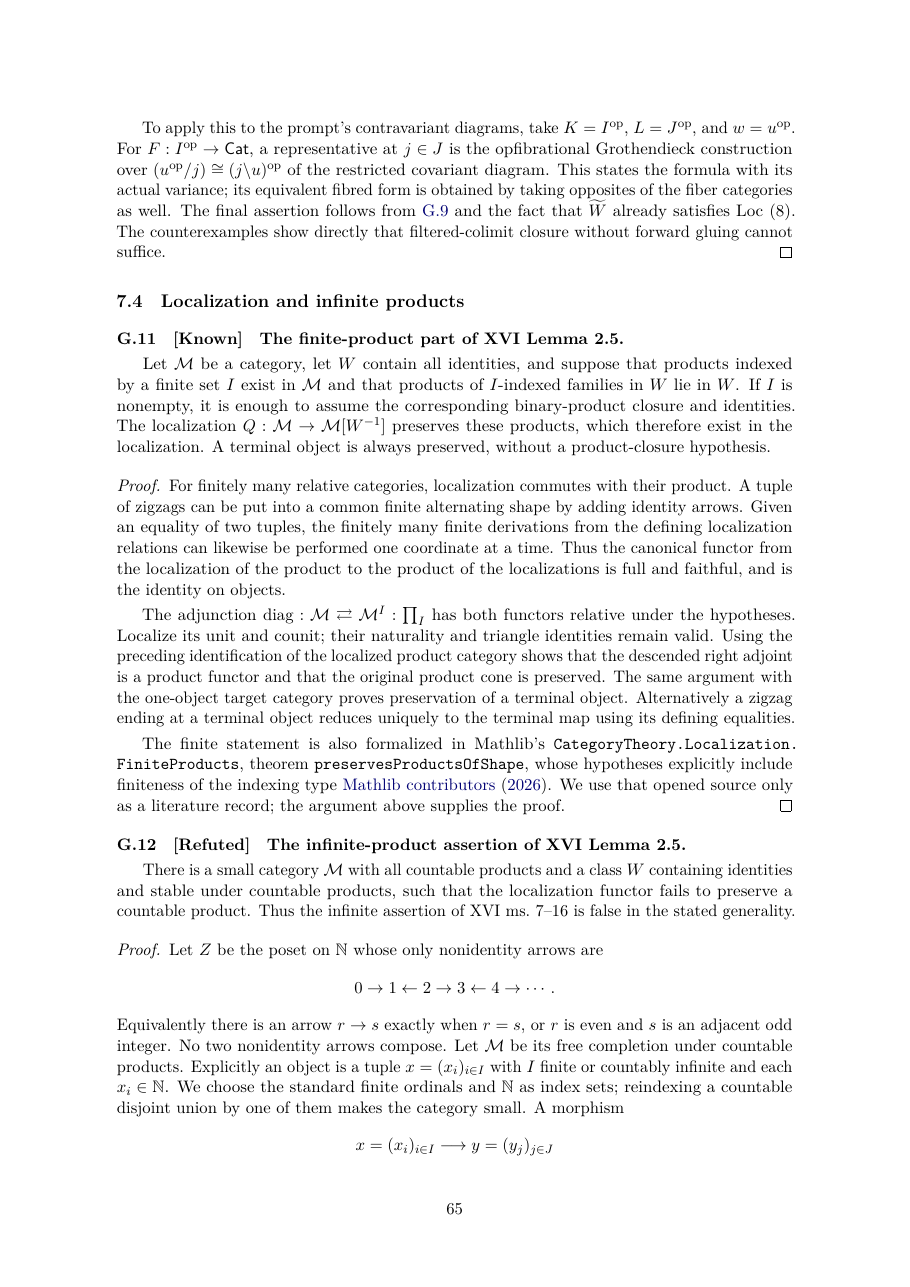 To apply this to the prompt's contravariant diagrams, take K = I^op, L = J^op, and w = u^op.
For F : I^op → Cat, a representative at j ∈ J is the opfibrational Grothendieck construction
over (u^op/j) ≅ (j\u)^op of the restricted covariant diagram. This states the formula with its
actual variance; its equivalent fibred form is obtained by taking opposites of the fiber categories
as well. The final assertion follows from G.9 and the fact that W̃ already satisfies Loc (8).
The counterexamples show directly that filtered-colimit closure without forward gluing cannot
suffice. □
7.4 Localization and infinite products
G.11 [Known] The finite-product part of XVI Lemma 2.5.
Let ℳ be a category, let W contain all identities, and suppose that products indexed
by a finite set I exist in ℳ and that products of I-indexed families in W lie in W. If I is
nonempty, it is enough to assume the corresponding binary-product closure and identities.
The localization Q : ℳ → ℳ[W⁻¹] preserves these products, which therefore exist in the
localization. A terminal object is always preserved, without a product-closure hypothesis.
Proof. For finitely many relative categories, localization commutes with their product. A tuple
of zigzags can be put into a common finite alternating shape by adding identity arrows. Given
an equality of two tuples, the finitely many finite derivations from the defining localization
relations can likewise be performed one coordinate at a time. Thus the canonical functor from
the localization of the product to the product of the localizations is full and faithful, and is
the identity on objects.
The adjunction diag : ℳ ⇄ ℳ^I : ∏_I has both functors relative under the hypotheses.
Localize its unit and counit; their naturality and triangle identities remain valid. Using the
preceding identification of the localized product category shows that the descended right adjoint
is a product functor and that the original product cone is preserved. The same argument with
the one-object target category proves preservation of a terminal object. Alternatively a zigzag
ending at a terminal object reduces uniquely to the terminal map using its defining equalities.
The finite statement is also formalized in Mathlib's CategoryTheory.Localization.
FiniteProducts, theorem preservesProductsOfShape, whose hypotheses explicitly include
finiteness of the indexing type Mathlib contributors (2026). We use that opened source only
as a literature record; the argument above supplies the proof. □
G.12 [Refuted] The infinite-product assertion of XVI Lemma 2.5.
There is a small category ℳ with all countable products and a class W containing identities
and stable under countable products, such that the localization functor fails to preserve a
countable product. Thus the infinite assertion of XVI ms. 7–16 is false in the stated generality.
Proof. Let Z be the poset on ℕ whose only nonidentity arrows are
0 → 1 ← 2 → 3 ← 4 → ⋯ .
Equivalently there is an arrow r → s exactly when r = s, or r is even and s is an adjacent odd
integer. No two nonidentity arrows compose. Let ℳ be its free completion under countable
products. Explicitly an object is a tuple x = (x_i)_{i∈I} with I finite or countably infinite and each
x_i ∈ ℕ. We choose the standard finite ordinals and ℕ as index sets; reindexing a countable
disjoint union by one of them makes the category small. A morphism
x = (x_i)_{i∈I} ⟶ y = (y_j)_{j∈J}
65